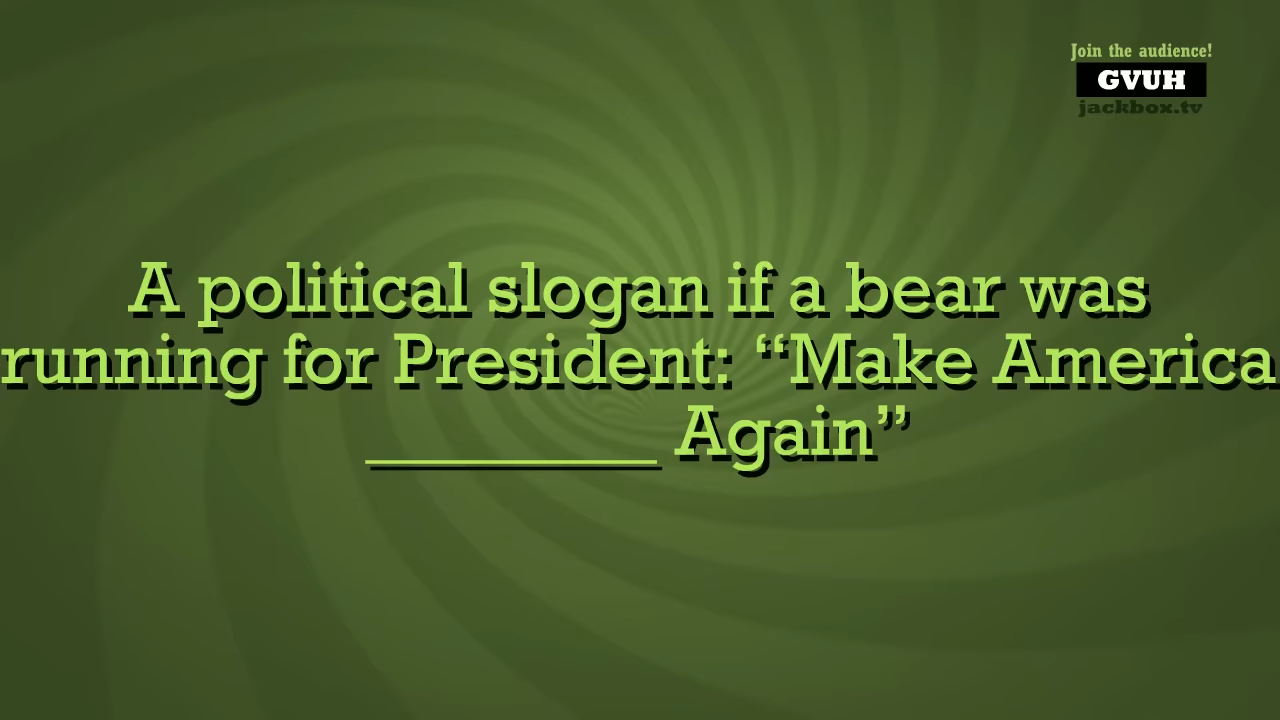 Join the audience!
GVUH
jackbox.tv
A political slogan if a bear was
running for President: “Make America
________ Again”